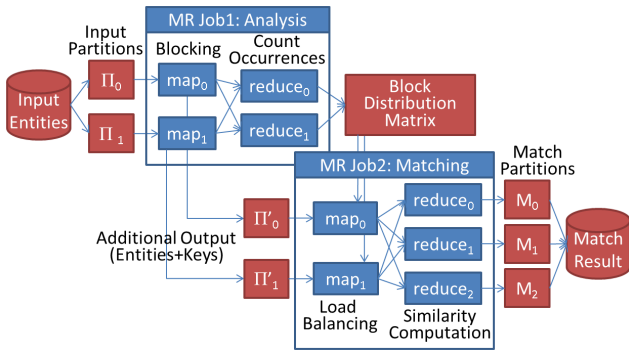 MR Job1: Analysis
Input
Partitions
Blocking
Count
Occurrences
Input
Entities
Π0
Π1
map0
map1
reduce0
reduce1
Block
Distribution
Matrix
MR Job2: Matching
Match
Partitions
Additional Output
(Entities+Keys)
Π’0
Π’1
map0
map1
reduce0
reduce1
reduce2
M0
M1
M2
Match
Result
Load
Balancing
Similarity
Computation